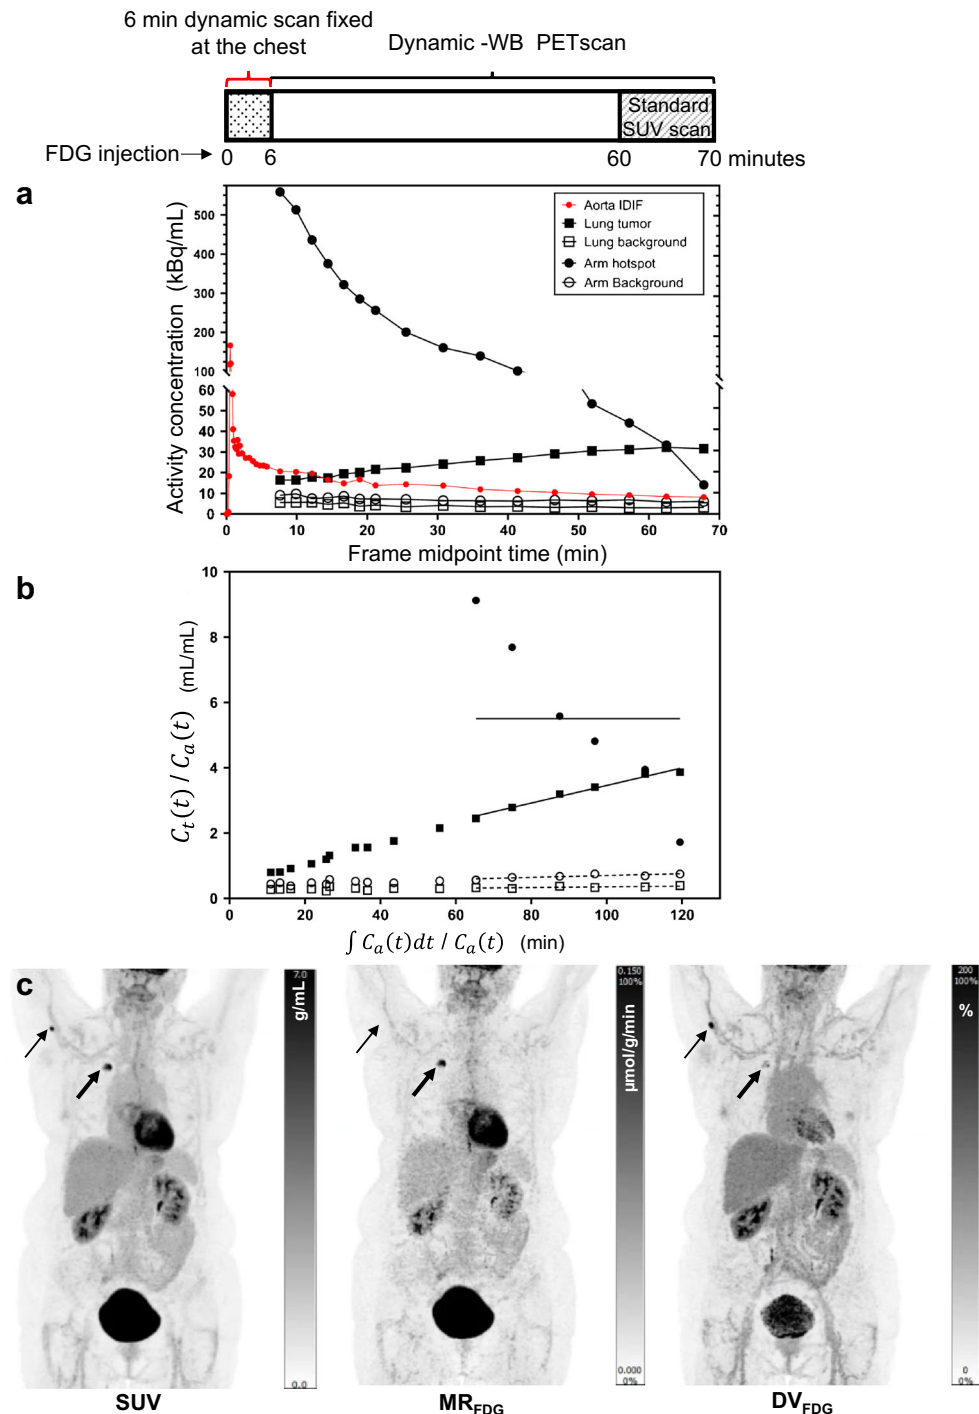 6 min dynamic scan fixed
at the chest
Dynamic -WB PETscan
Standard
SUV scan
FDG injection
0 6 60 70 minutes
a
Activity concentration (kBq/mL)
500
400
300
200
100
60
50
40
30
20
10
0
Aorta IDIF
Lung tumor
Lung background
Arm hotspot
Arm Background
0 10 20 30 40 50 60 70
Frame midpoint time (min)
b
C_t(t) / C_a(t) (mL/mL)
10
8
6
4
2
0
0 20 40 60 80 100 120
∫ C_a(t)dt / C_a(t) (min)
c
7.0
g/mL
0.0
0.150
100%
µmol/g/min
0.000
0%
200
100%
%
0
0%
SUV
MR_FDG
DV_FDG